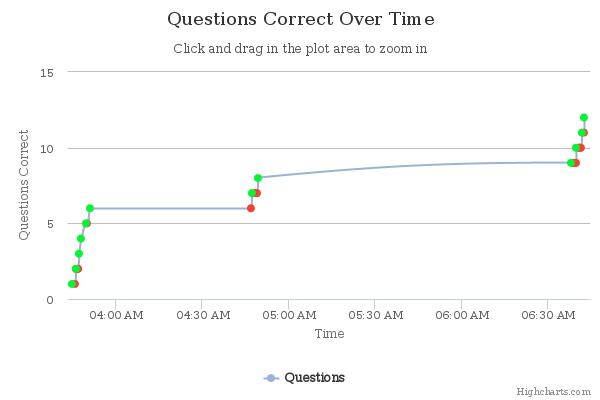 Questions Correct Over Time
Click and drag in the plot area to zoom in
Questions Correct
15
10
5
0
04:00 AM 04:30 AM 05:00 AM 05:30 AM 06:00 AM 06:30 AM
Time
Questions
Highcharts.com